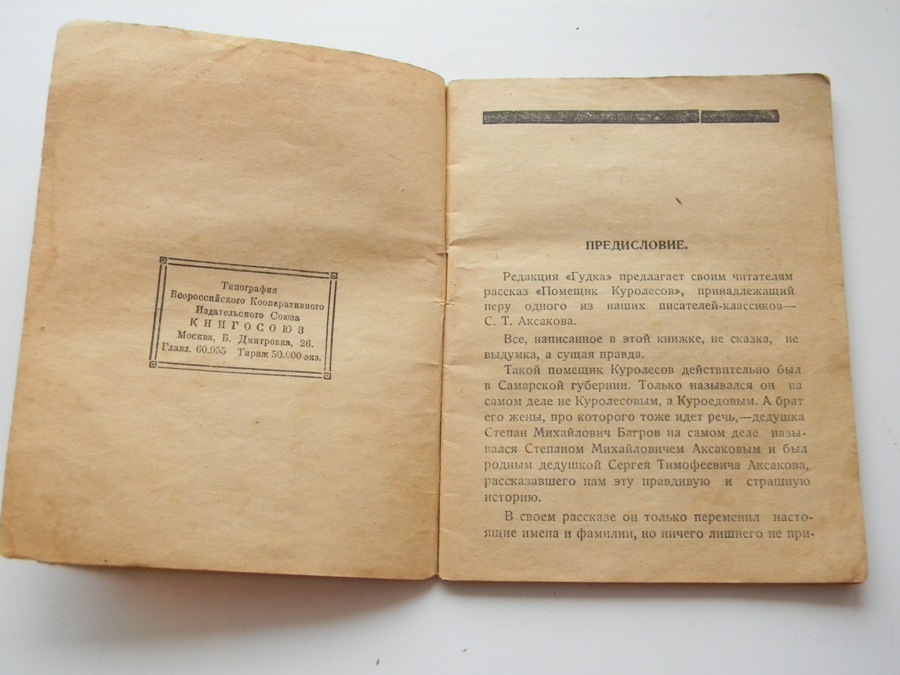 Типография
Всероссийского Кооперативного
Издательского Союза
КНИГОСОЮЗ
Москва, Б. Дмитровка, 26.
Главл. 60.955 Тираж 50.000 экз.
ПРЕДИСЛОВИЕ.
Редакция «Гудка» предлагает своим читателям
рассказ «Помещик Куролесов», принадлежащий
перу одного из наших писателей-классиков—
С. Т. Аксакова.
Все, написанное в этой книжке, не сказка, не
выдумка, а сущая правда.
Такой помещик Куролесов действительно был
в Самарской губернии. Только назывался он на
самом деле не Куролесовым, а Куроедовым. А брат
его жены, про которого тоже идет речь,—дедушка
Степан Михайлович Багров на самом деле назы-
вался Степаном Михайловичем Аксаковым и был
родным дедушкой Сергея Тимофеевича Аксакова,
рассказавшего нам эту правдивую и страшную
историю.
В своем рассказе он только переменил насто-
ящие имена и фамилии, но ничего лишнего не при-